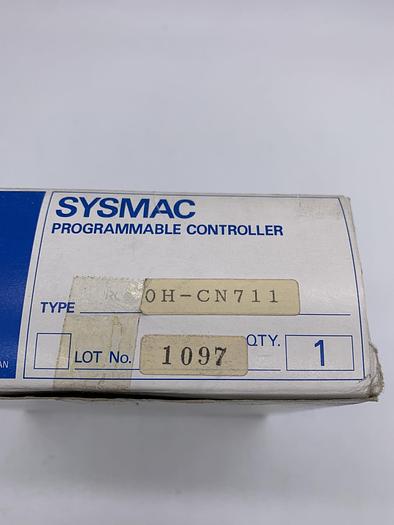 SYSMAC
PROGRAMMABLE CONTROLLER
TYPE 0H-CN711
LOT No. 1097 QTY. 1
AN